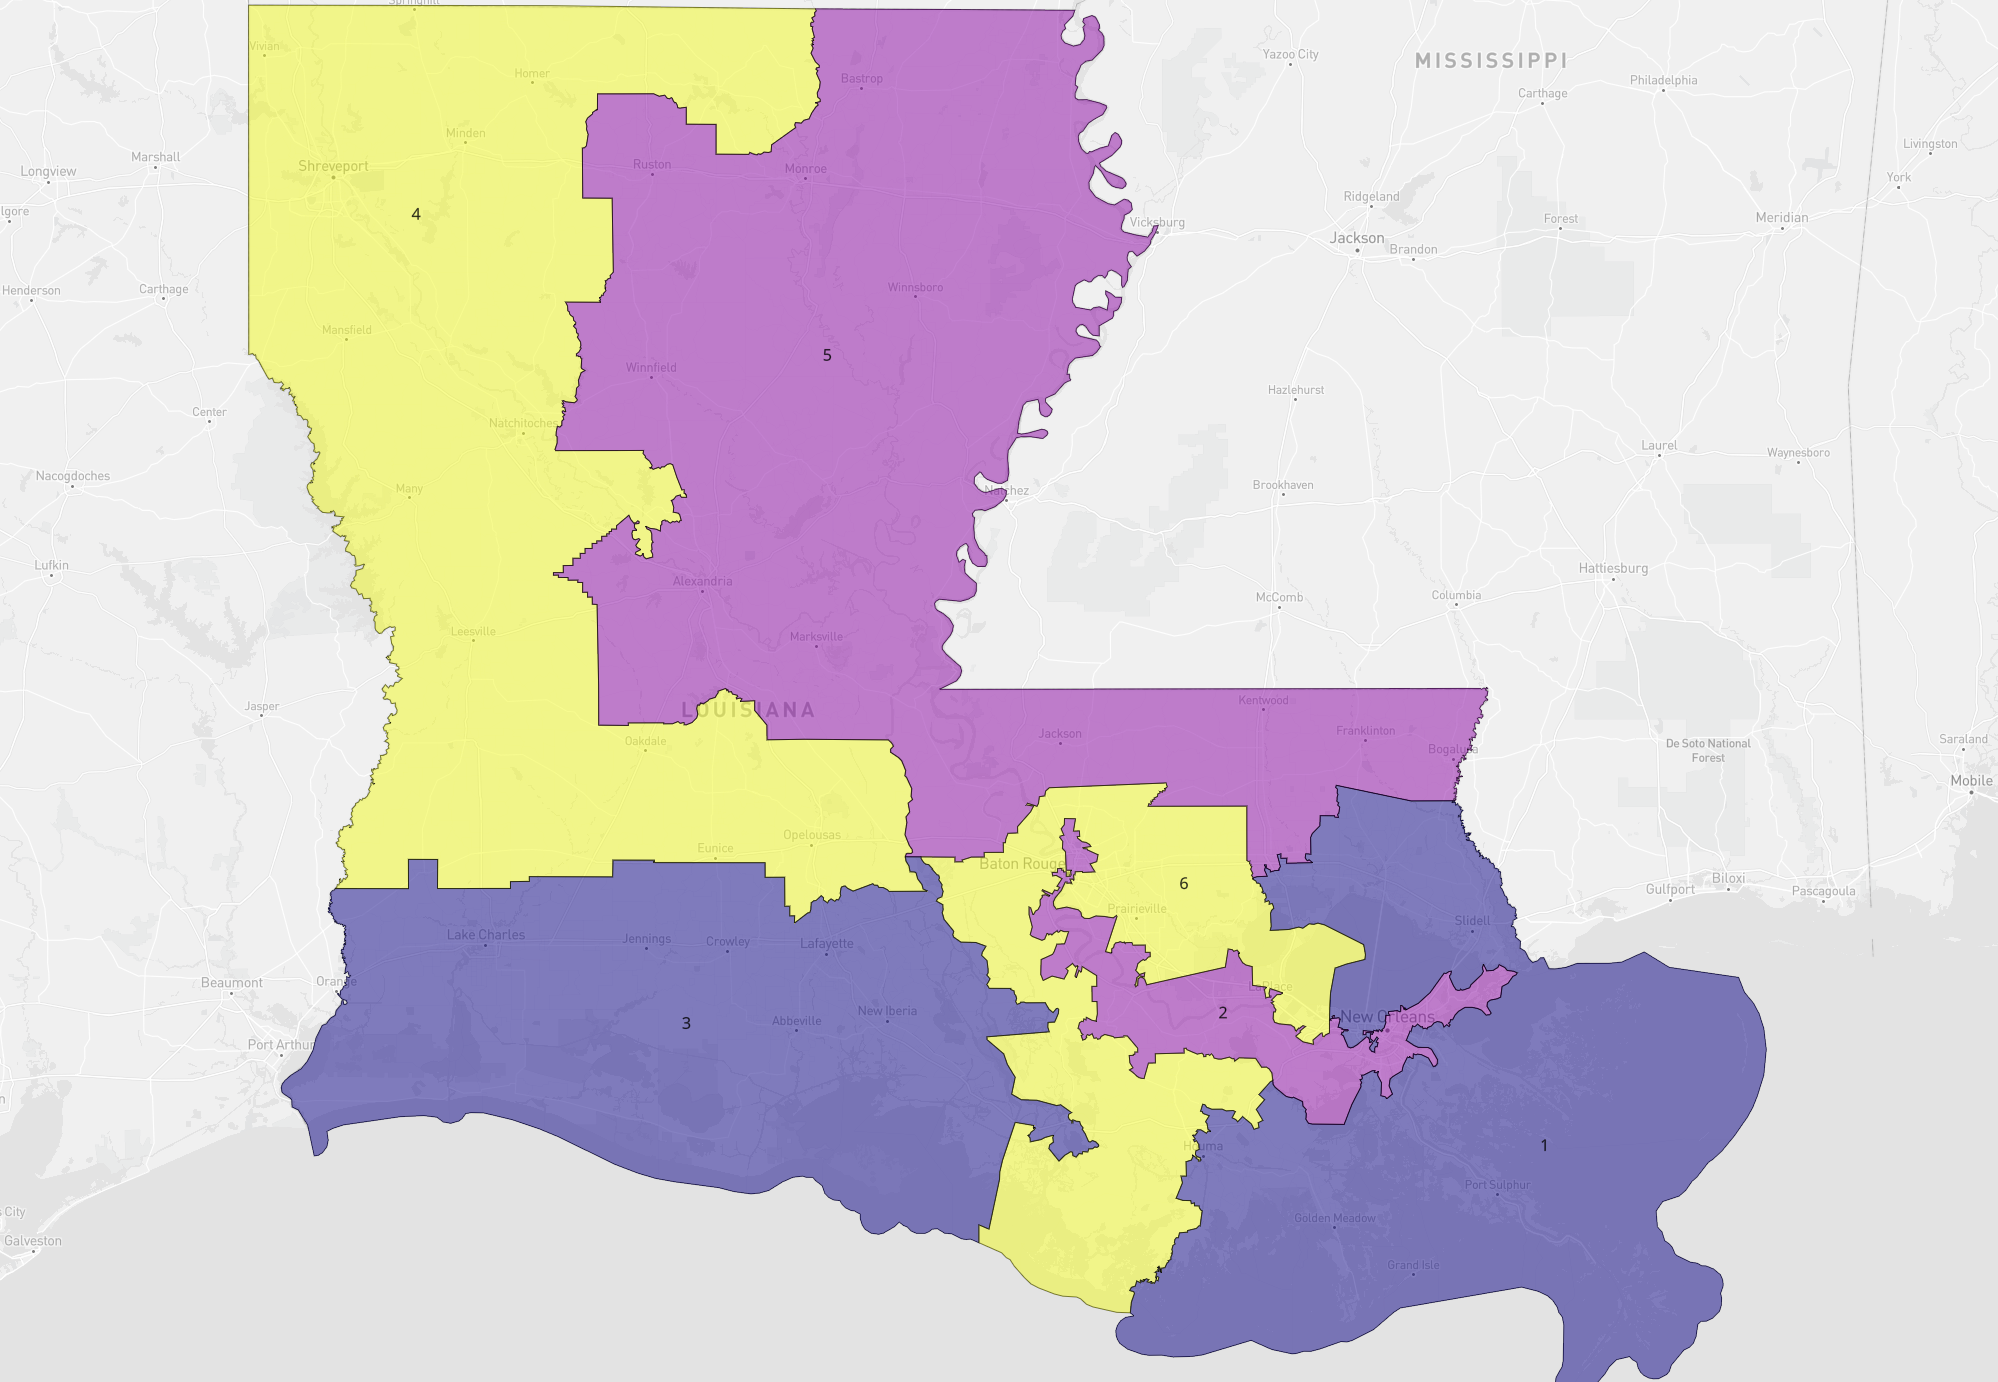 Springhill
Vivian
Homer
Bastrop
Yazoo City
MISSISSIPPI
Philadelphia
Carthage
Minden
Livingston
Marshall
Shreveport
Longview
Ruston
Monroe
York
lgore
4
Ridgeland
Vicksburg
Forest
Meridian
Jackson
Brandon
Henderson
Carthage
Winnsboro
Mansfield
5
Winnfield
Hazlehurst
Center
Natchitoches
Laurel
Waynesboro
Nacogdoches
Many
Natchez
Brookhaven
Lufkin
Alexandria
Hattiesburg
McComb
Columbia
Leesville
Marksville
Jasper
LOUISIANA
Kentwood
Oakdale
Jackson
Franklinton
Bogalusa
De Soto National
Forest
Saraland
Mobile
Opelousas
Eunice
Baton Rouge
6
Gulfport
Biloxi
Pascagoula
Prairieville
Slidell
Lake Charles
Jennings
Crowley
Lafayette
Beaumont
Orange
LaPlace
3
Abbeville
New Iberia
2
New Orleans
Port Arthur
n
Houma
1
Port Sulphur
s City
Golden Meadow
Galveston
Grand Isle